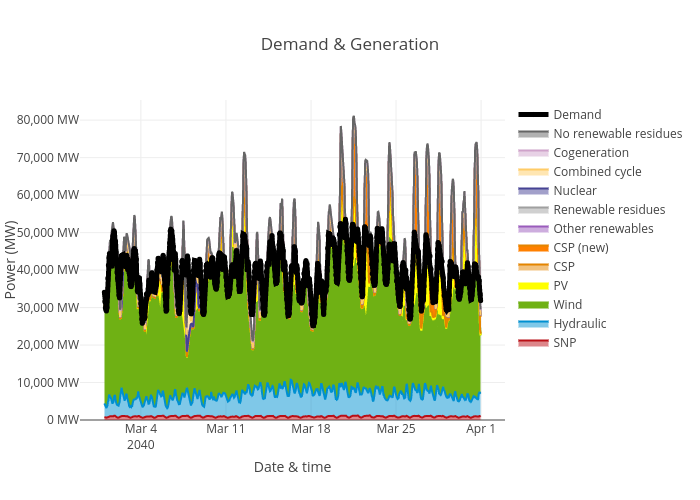 Demand & Generation
80,000 MW
70,000 MW
60,000 MW
50,000 MW
40,000 MW
30,000 MW
20,000 MW
10,000 MW
0 MW
Power (MW)
Mar 4
2040
Mar 11
Mar 18
Mar 25
Apr 1
Date & time
Demand
No renewable residues
Cogeneration
Combined cycle
Nuclear
Renewable residues
Other renewables
CSP (new)
CSP
PV
Wind
Hydraulic
SNP